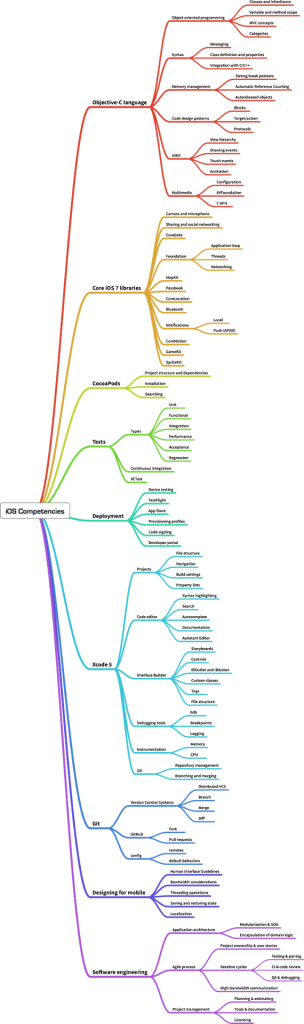 Classes and inheritance
Object-oriented programming
Variable and method scope
MVC concepts
Categories
Messaging
Syntax
Class definition and properties
Integration with C/C++
Strong/weak pointers
Memory management
Automatic Reference Counting
Autoreleased objects
Objective-C language
Blocks
Code design patterns
Target/action
Protocols
View hierarchy
Drawing events
UIKit
Touch events
Animation
Configuration
Multimedia
AVFoundation
C APIs
Camera and microphone
Sharing and social networking
CoreData
Application loop
Foundation
Threads
Networking
MapKit
Core iOS 7 libraries
Passbook
CoreLocation
Bluetooth
Local
Notifications
Push (APNS)
CoreMotion
GameKit
SpriteKit
Project structure and dependencies
CocoaPods
Installation
Searching
Unit
Functional
Types
Integration
Performance
Tests
Acceptance
Regression
Continuous Integration
XCTest
Device testing
TestFlight
App Store
Deployment
Provisioning profiles
Code signing
Developer portal
iOS Competencies
File structure
Projects
Navigation
Build settings
Property lists
Syntax highlighting
Search
Code editor
Autocomplete
Documentation
Assistant Editor
Storyboards
Xcode 5
Controls
Interface Builder
IBOutlet and IBAction
Custom classes
Tags
File structure
lldb
Debugging tools
Breakpoints
Logging
Memory
Instrumentation
CPU
Repository management
Git
Branching and merging
Distributed VCS
Version Control Systems
Branch
Merge
Diff
Git
Fork
GitHub
Pull requests
remotes
config
default behaviors
Human Interface Guidelines
Bandwidth considerations
Designing for mobile
Threading operations
Saving and restoring state
Localization
Modularization & SOA
Application architecture
Encapsulation of domain logic
Project ownership & user stories
Testing & pairing
Software engineering
Agile process
Iterative cycles
CI & code review
QA & debugging
High-bandwidth communication
Planning & estimating
Project management
Tools & documentation
Licensing